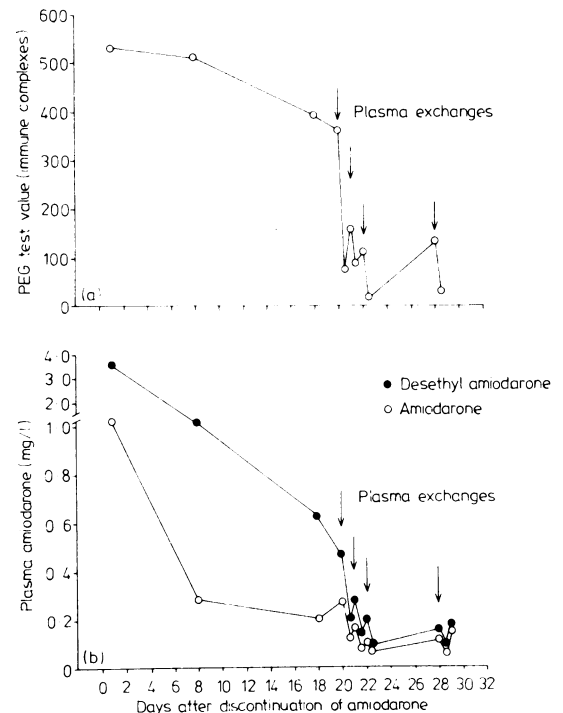 600
500
400
300
200
100
0
PEG test value (immune complexes)
Plasma exchanges
(a)
4·0
3·0
2·0
1·0
0·8
0·6
0·4
0·2
0
Plasma amiodarone (mg/l)
Desethyl amiodarone
Amiodarone
Plasma exchanges
(b)
0 2 4 6 8 10 12 14 16 18 20 22 24 26 28 30 32
Days after discontinuation of amiodarone